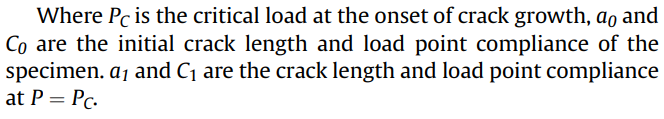 Where P_C is the critical load at the onset of crack growth, a_0 and
C_0 are the initial crack length and load point compliance of the
specimen. a_1 and C_1 are the crack length and load point compliance
at P = P_C.